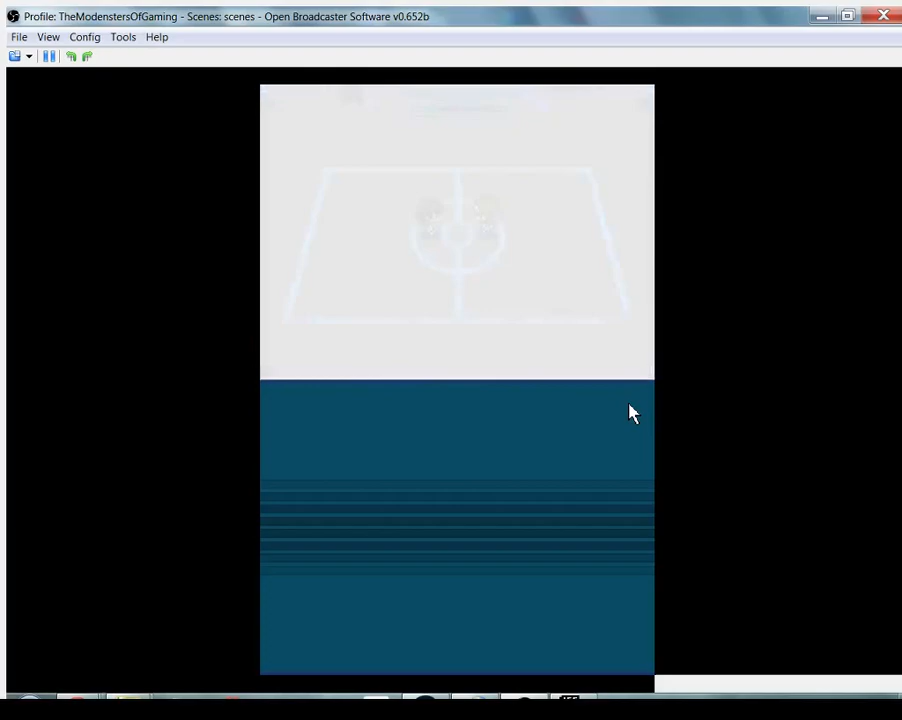 Profile: TheModenstersOfGaming - Scenes: scenes - Open Broadcaster Software v0.652b
File View Config Tools Help